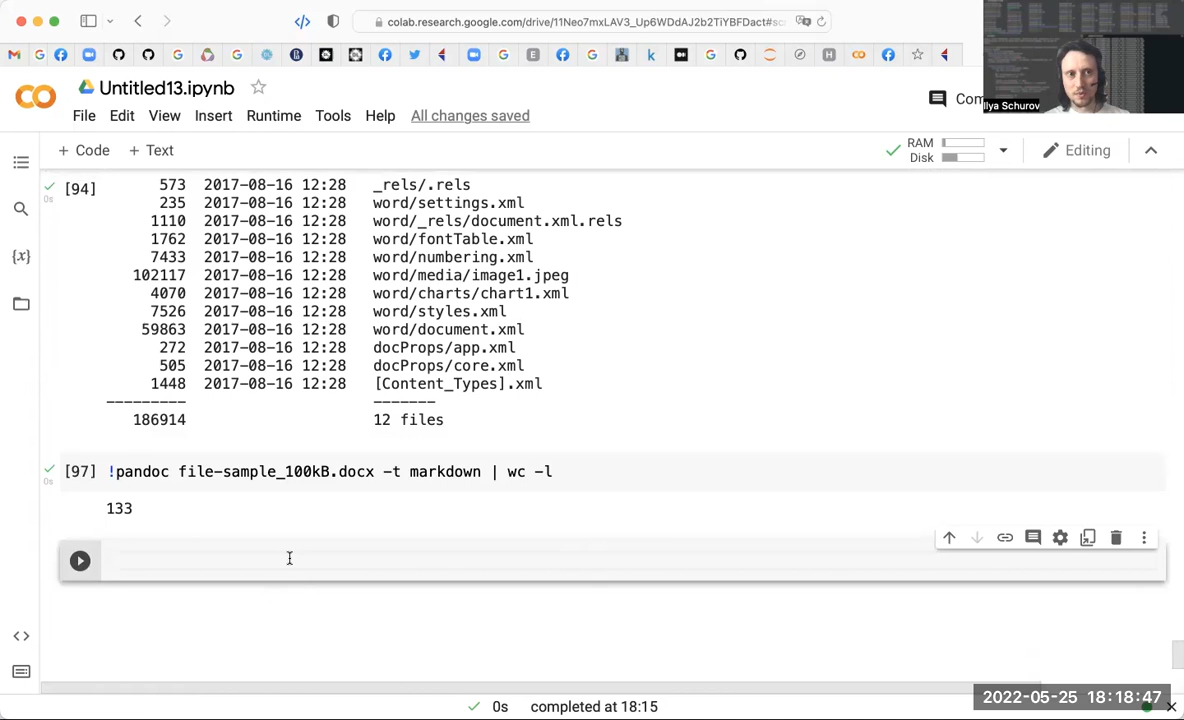 colab.research.google.com/drive/11Neo7mxLAV3_Up6WDdAJ2b2TiYBFDact#sc
Untitled13.ipynb
Ilya Schurov
File Edit View Insert Runtime Tools Help All changes saved
Com
+ Code + Text
RAM
Disk
Editing
[94]
573 2017-08-16 12:28 _rels/.rels
235 2017-08-16 12:28 word/settings.xml
1110 2017-08-16 12:28 word/_rels/document.xml.rels
1762 2017-08-16 12:28 word/fontTable.xml
7433 2017-08-16 12:28 word/numbering.xml
102117 2017-08-16 12:28 word/media/image1.jpeg
4070 2017-08-16 12:28 word/charts/chart1.xml
7526 2017-08-16 12:28 word/styles.xml
59863 2017-08-16 12:28 word/document.xml
272 2017-08-16 12:28 docProps/app.xml
505 2017-08-16 12:28 docProps/core.xml
1448 2017-08-16 12:28 [Content_Types].xml
--------- -------
186914 12 files
[97] !pandoc file-sample_100kB.docx -t markdown | wc -l
133
0s completed at 18:15
2022-05-25 18:18:47